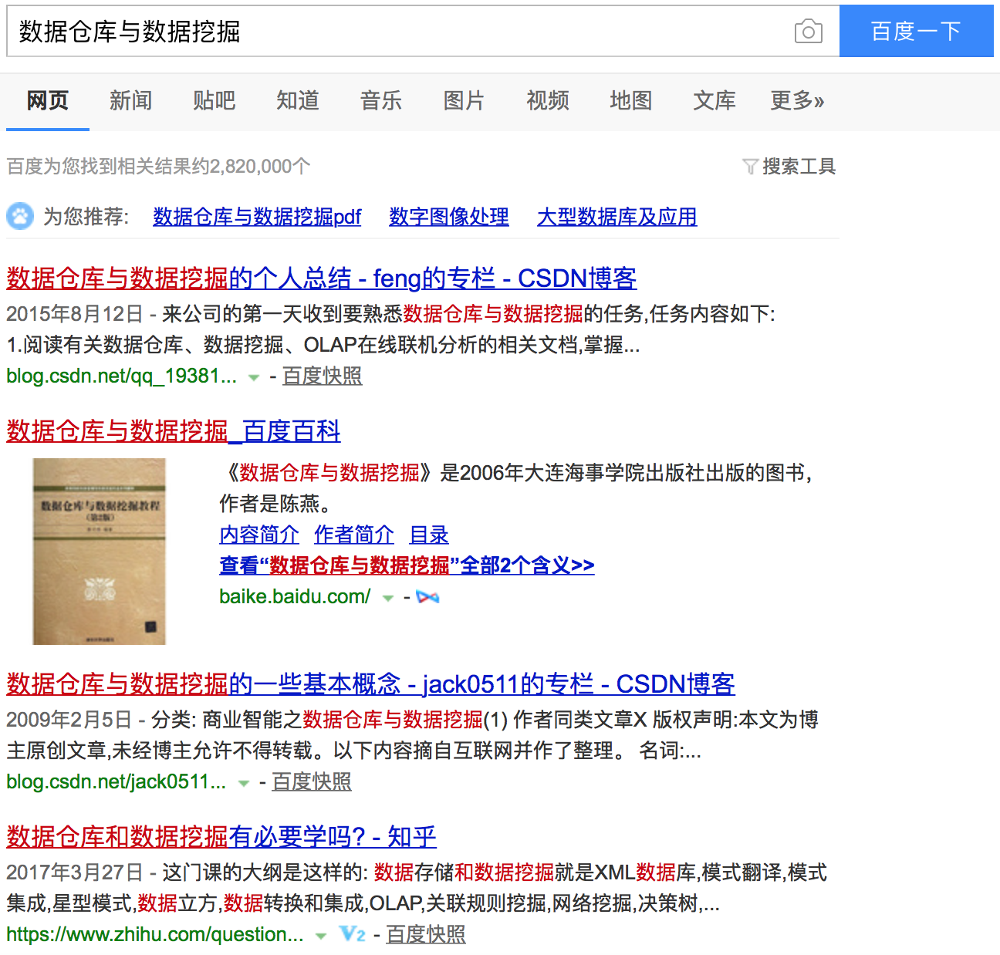 数据仓库与数据挖掘
百度一下
网页 新闻 贴吧 知道 音乐 图片 视频 地图 文库 更多»
百度为您找到相关结果约2,820,000个 搜索工具
为您推荐: 数据仓库与数据挖掘pdf 数字图像处理 大型数据库及应用
数据仓库与数据挖掘的个人总结 - feng的专栏 - CSDN博客
2015年8月12日 - 来公司的第一天收到要熟悉数据仓库与数据挖掘的任务,任务内容如下:
1.阅读有关数据仓库、数据挖掘、OLAP在线联机分析的相关文档,掌握...
blog.csdn.net/qq_19381... - 百度快照
数据仓库与数据挖掘_百度百科
数据仓库与数据挖掘教程
(第2版)
《数据仓库与数据挖掘》是2006年大连海事学院出版社出版的图书,
作者是陈燕。
内容简介 作者简介 目录
查看“数据仓库与数据挖掘”全部2个含义>>
baike.baidu.com/ -
数据仓库与数据挖掘的一些基本概念 - jack0511的专栏 - CSDN博客
2009年2月5日 - 分类: 商业智能之数据仓库与数据挖掘(1) 作者同类文章X 版权声明:本文为博
主原创文章,未经博主允许不得转载。以下内容摘自互联网并作了整理。 名词:...
blog.csdn.net/jack0511... - 百度快照
数据仓库和数据挖掘有必要学吗? - 知乎
2017年3月27日 - 这门课的大纲是这样的: 数据存储和数据挖掘就是XML数据库,模式翻译,模式
集成,星型模式,数据立方,数据转换和集成,OLAP,关联规则挖掘,网络挖掘,决策树,...
https://www.zhihu.com/question... V2 - 百度快照